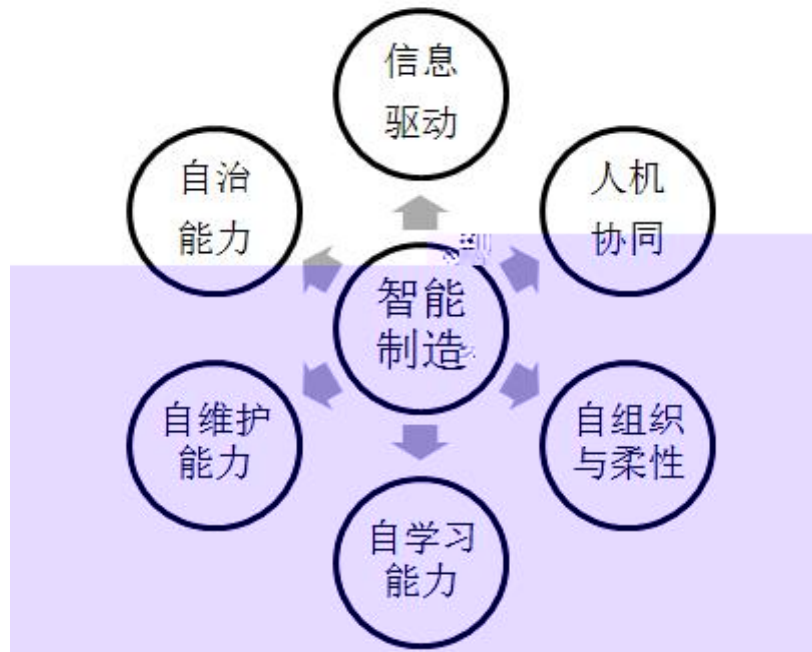 信息
驱动
自治
能力
人机
协同
智能
制造
自维护
能力
自组织
与柔性
自学习
能力